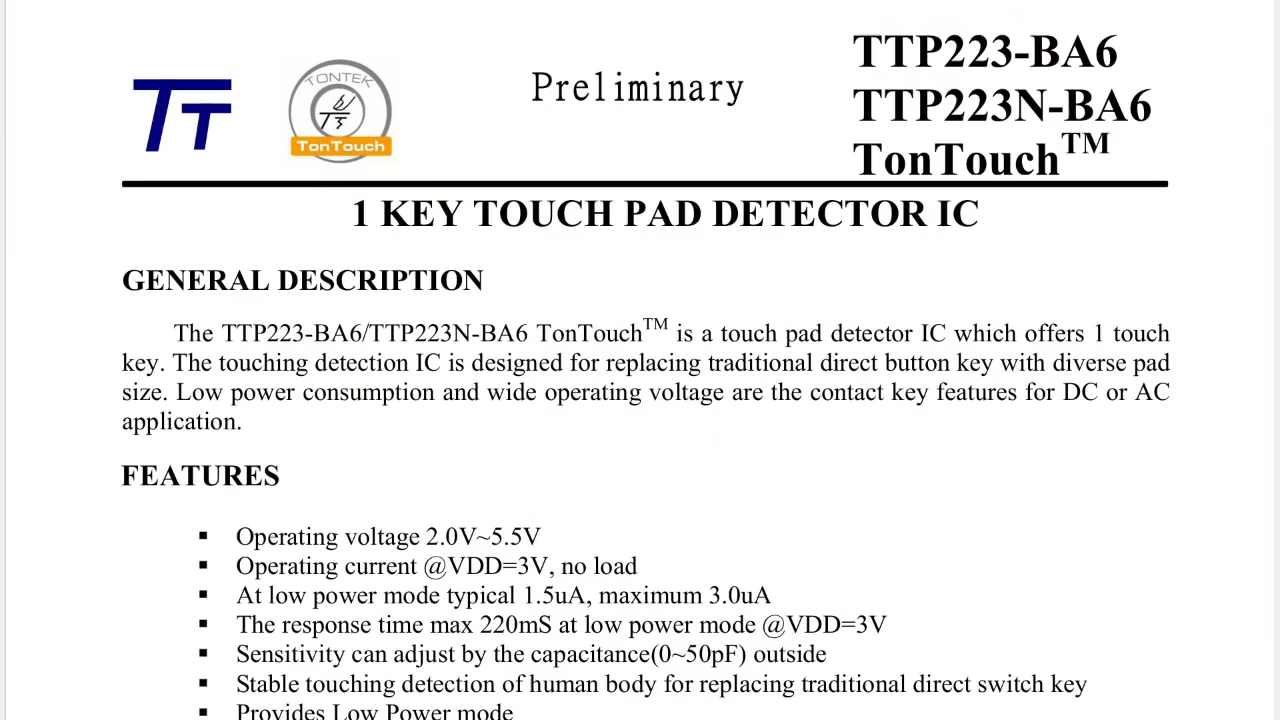 TT
TONTEK
TonTouch
Preliminary
TTP223-BA6
TTP223N-BA6
TonTouch™
1 KEY TOUCH PAD DETECTOR IC
GENERAL DESCRIPTION
The TTP223-BA6/TTP223N-BA6 TonTouch™ is a touch pad detector IC which offers 1 touch
key. The touching detection IC is designed for replacing traditional direct button key with diverse pad
size. Low power consumption and wide operating voltage are the contact key features for DC or AC
application.
FEATURES
▪ Operating voltage 2.0V~5.5V
▪ Operating current @VDD=3V, no load
▪ At low power mode typical 1.5uA, maximum 3.0uA
▪ The response time max 220mS at low power mode @VDD=3V
▪ Sensitivity can adjust by the capacitance(0~50pF) outside
▪ Stable touching detection of human body for replacing traditional direct switch key
▪ Provides Low Power mode